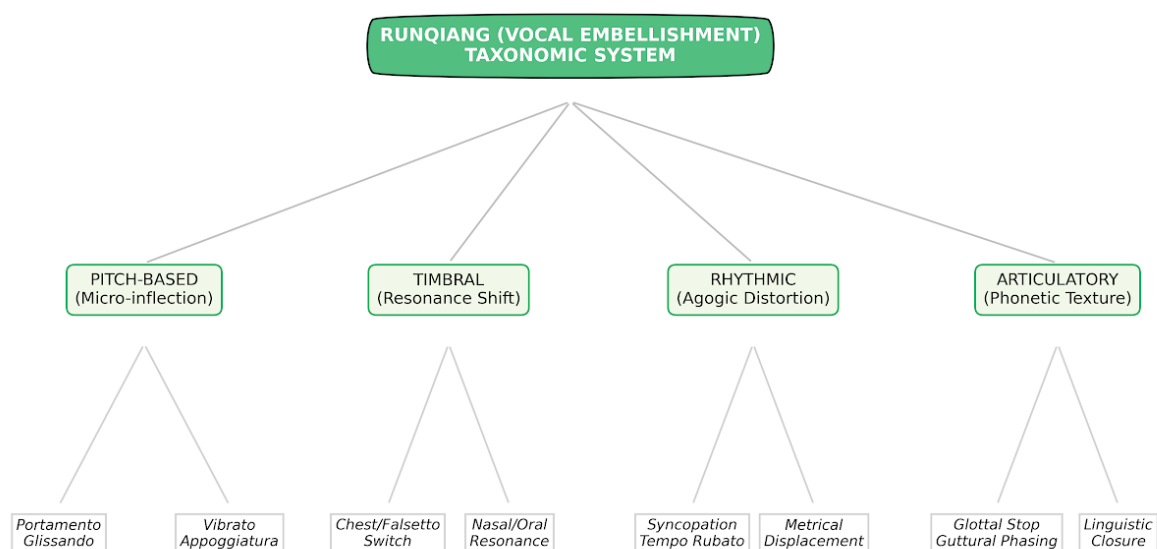 RUNQIANG (VOCAL EMBELLISHMENT)
TAXONOMIC SYSTEM
PITCH-BASED
(Micro-inflection)
TIMBRAL
(Resonance Shift)
RHYTHMIC
(Agogic Distortion)
ARTICULATORY
(Phonetic Texture)
Portamento
Glissando
Vibrato
Appoggiatura
Chest/Falsetto
Switch
Nasal/Oral
Resonance
Syncopation
Tempo Rubato
Metrical
Displacement
Glottal Stop
Guttural Phasing
Linguistic
Closure